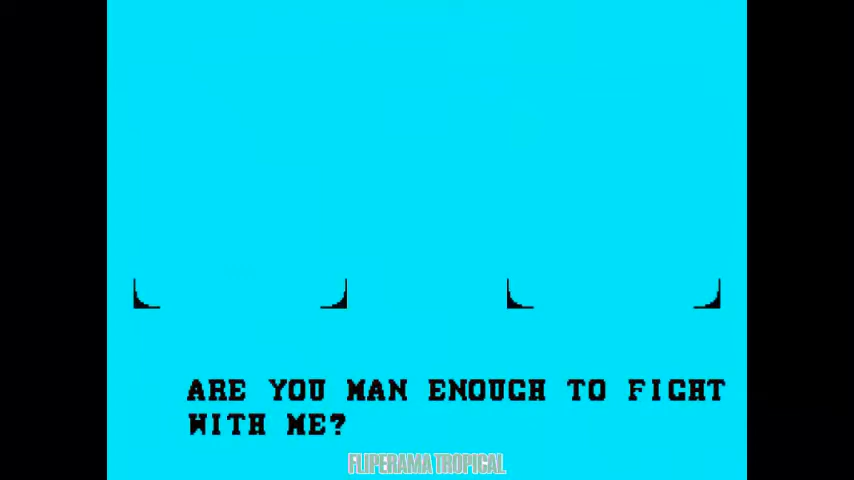 ARE YOU MAN ENOUGH TO FIGHT
WITH ME?
FLIPERAMA TROPICAL